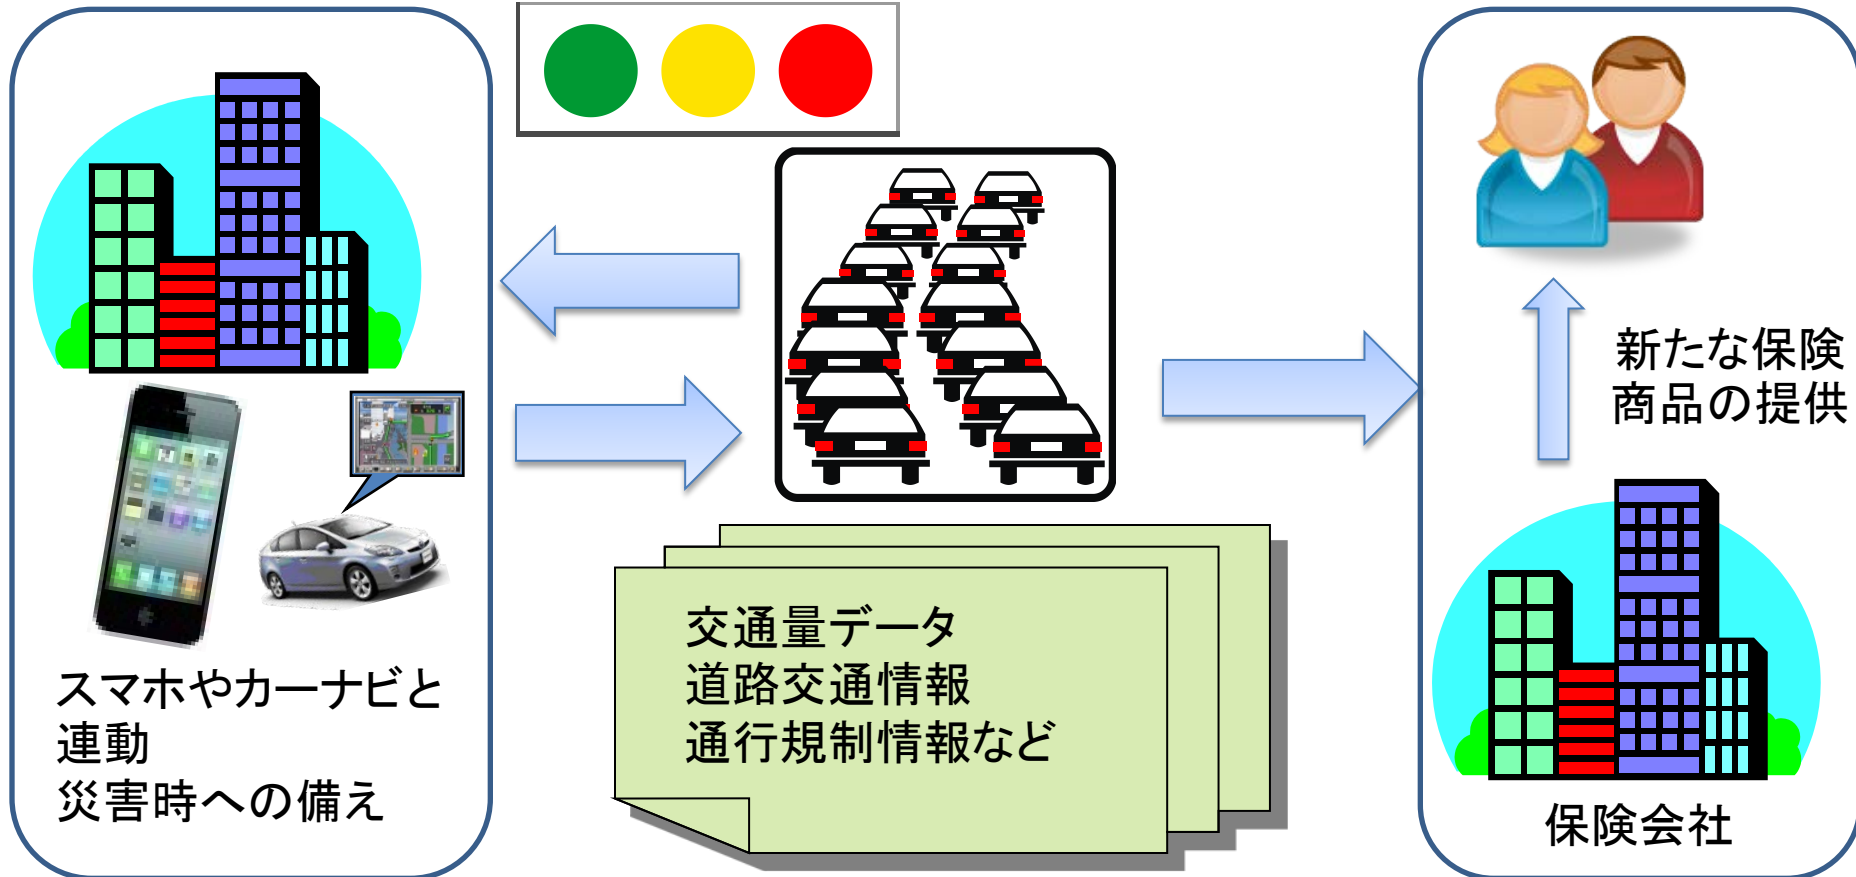 スマホやカーナビと
連動
災害時への備え
交通量データ
道路交通情報
通行規制情報など
新たな保険
商品の提供
保険会社